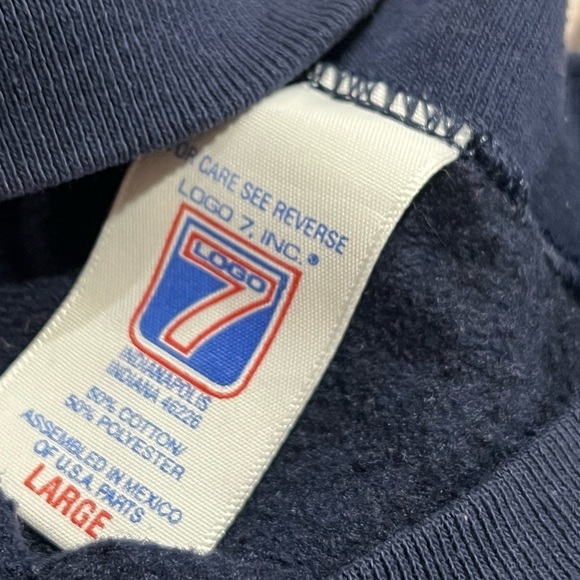 OR CARE SEE REVERSE
LOGO 7, INC.®
LOGO
7
INDIANAPOLIS
INDIANA 46226
50% COTTON/
50% POLYESTER
ASSEMBLED IN MEXICO
OF U.S.A. PARTS
LARGE